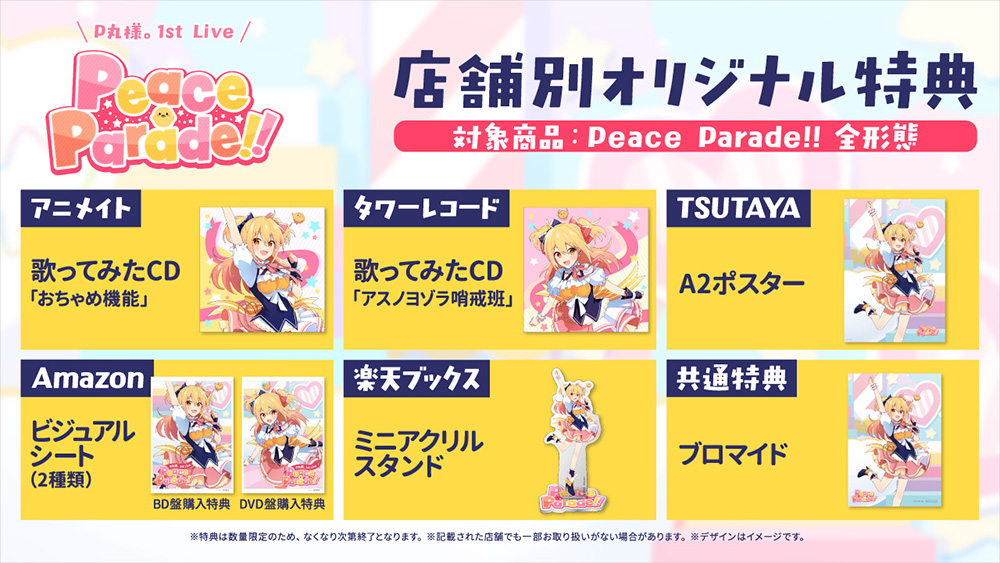 P丸様。1st Live
Peace
Parade!!
店舗別オリジナル特典
対象商品:Peace Parade!! 全形態
アニメイト
歌ってみたCD
「おちゃめ機能」
タワーレコード
歌ってみたCD
「アスノヨゾラ哨戒班」
TSUTAYA
A2ポスター
Amazon
ビジュアル
シート
(2種類)
BD盤購入特典
DVD盤購入特典
楽天ブックス
ミニアクリル
スタンド
Peace
Parade!!
共通特典
ブロマイド
※特典は数量限定のため、なくなり次第終了となります。※記載された店舗でも一部お取り扱いがない場合があります。※デザインはイメージです。